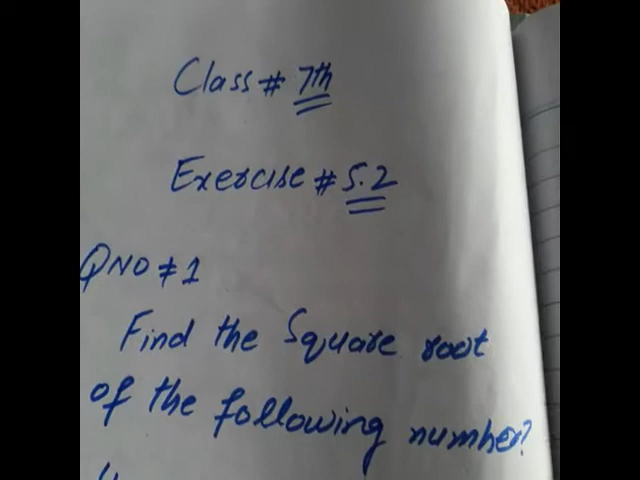 Class # 7th
Exercise # 5.2
QNO # 1
Find the Square root
of the following number?